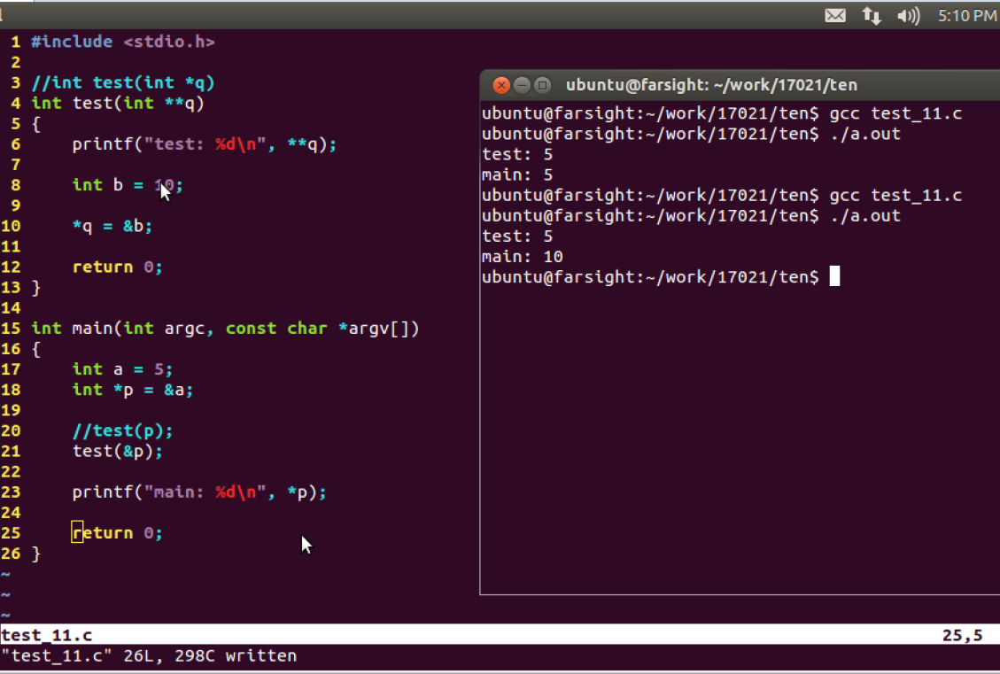 5:10 PM
1 #include <stdio.h>
2
3 //int test(int *q)
4 int test(int **q)
5 {
6 printf("test: %d\n", **q);
7
8 int b = 10;
9
10 *q = &b;
11
12 return 0;
13 }
14
15 int main(int argc, const char *argv[])
16 {
17 int a = 5;
18 int *p = &a;
19
20 //test(p);
21 test(&p);
22
23 printf("main: %d\n", *p);
24
25 return 0;
26 }
~
~
~
test_11.c 25,5
"test_11.c" 26L, 298C written
ubuntu@farsight: ~/work/17021/ten
ubuntu@farsight:~/work/17021/ten$ gcc test_11.c
ubuntu@farsight:~/work/17021/ten$ ./a.out
test: 5
main: 5
ubuntu@farsight:~/work/17021/ten$ gcc test_11.c
ubuntu@farsight:~/work/17021/ten$ ./a.out
test: 5
main: 10
ubuntu@farsight:~/work/17021/ten$